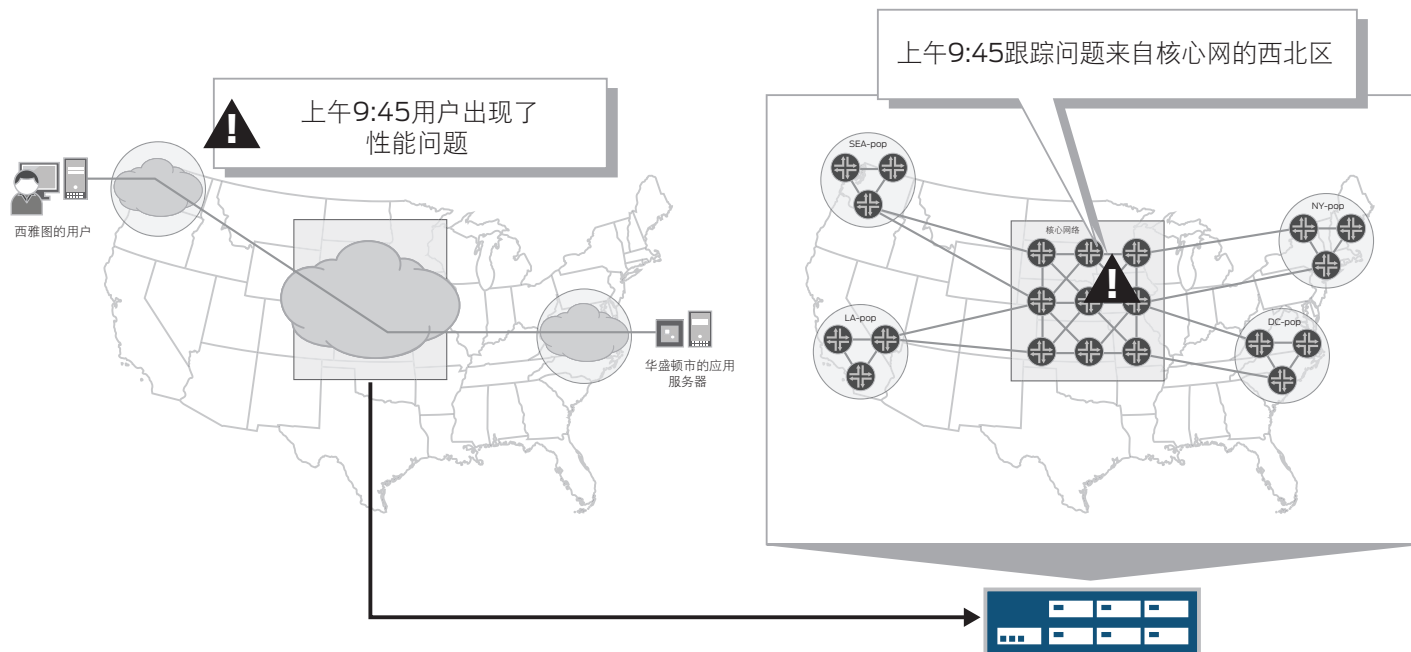 上午9:45用户出现了
性能问题
西雅图的用户
华盛顿市的应用
服务器
上午9:45跟踪问题来自核心网的西北区
SEA-pop
NY-pop
核心网络
LA-pop
DC-pop